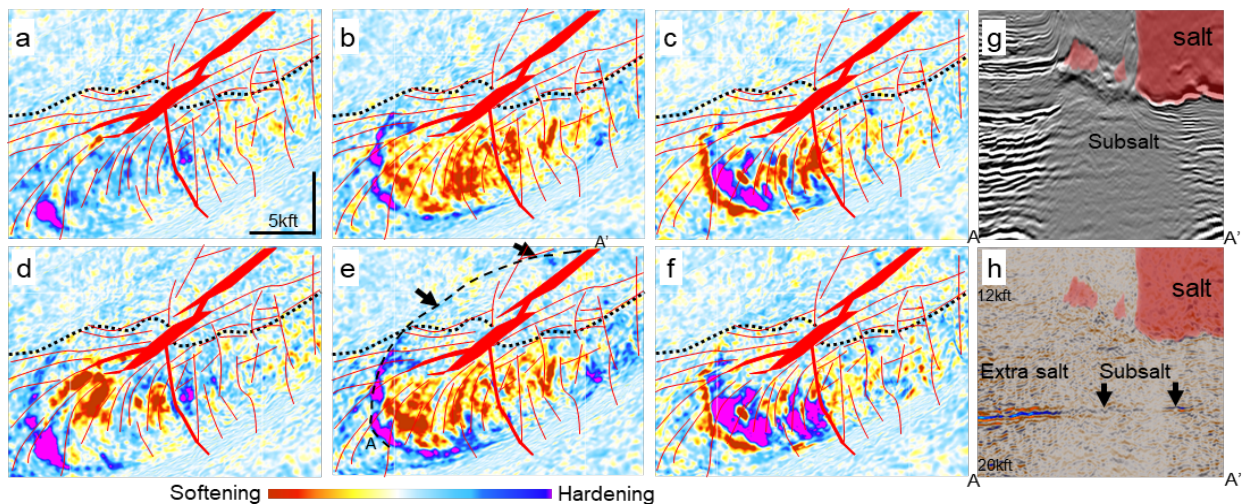 a
b
c
g
salt
Subsalt
5kft
A
A'
d
e
A'
f
h
salt
12kft
Extra salt
Subsalt
A
20kft
A
A'
Softening
Hardening